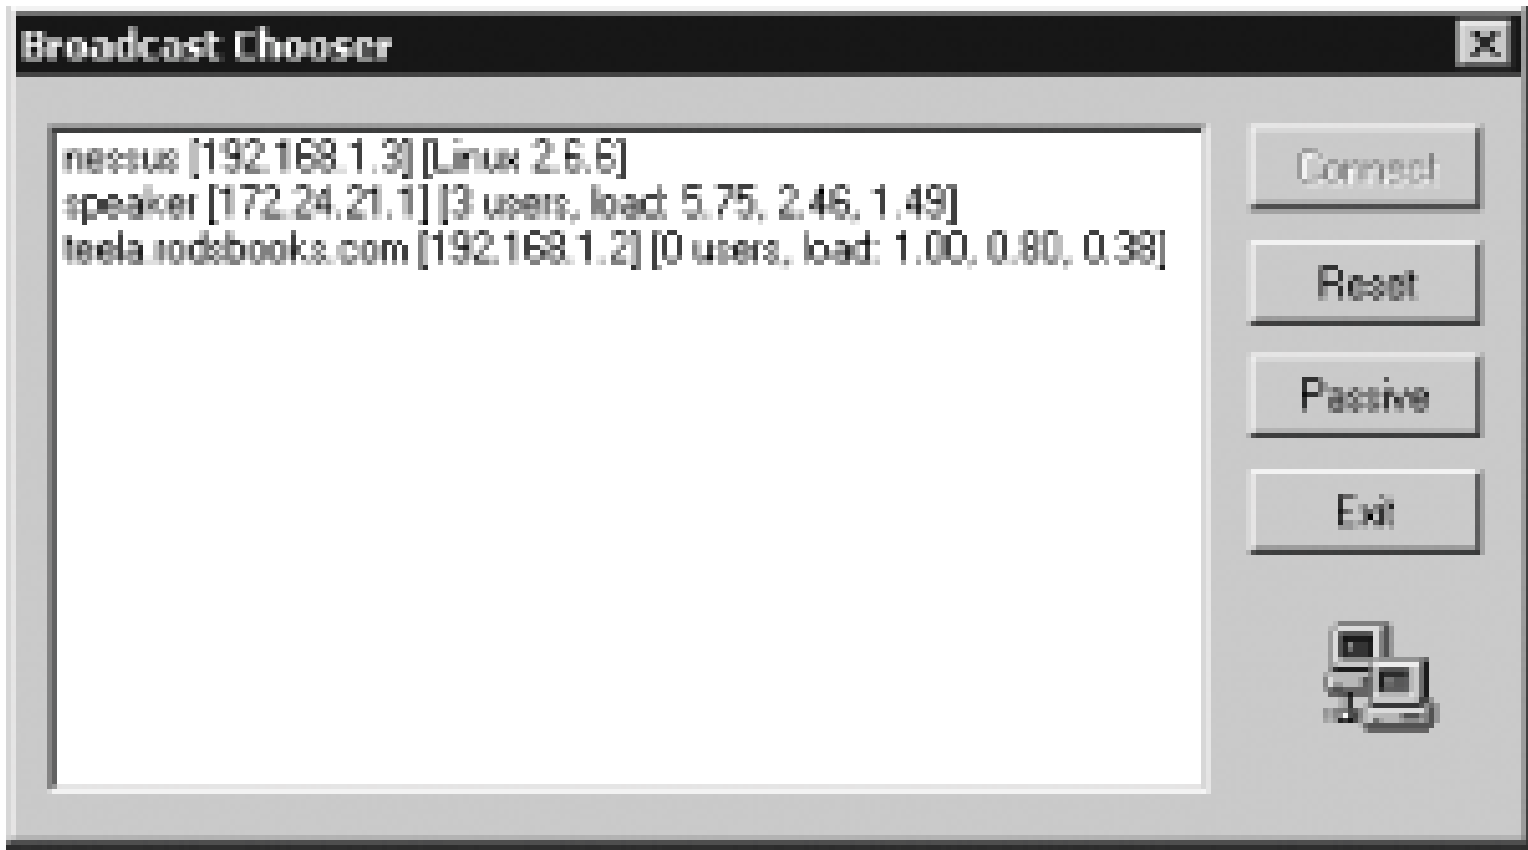 Broadcast Chooser
nessus [192.168.1.3] [Linux 2.6.6]
speaker [172.24.21.1] [3 users, load: 5.75, 2.46, 1.49]
teela.rodsbooks.com [192.168.1.2] [0 users, load: 1.00, 0.80, 0.38]
Connect
Reset
Passive
Exit